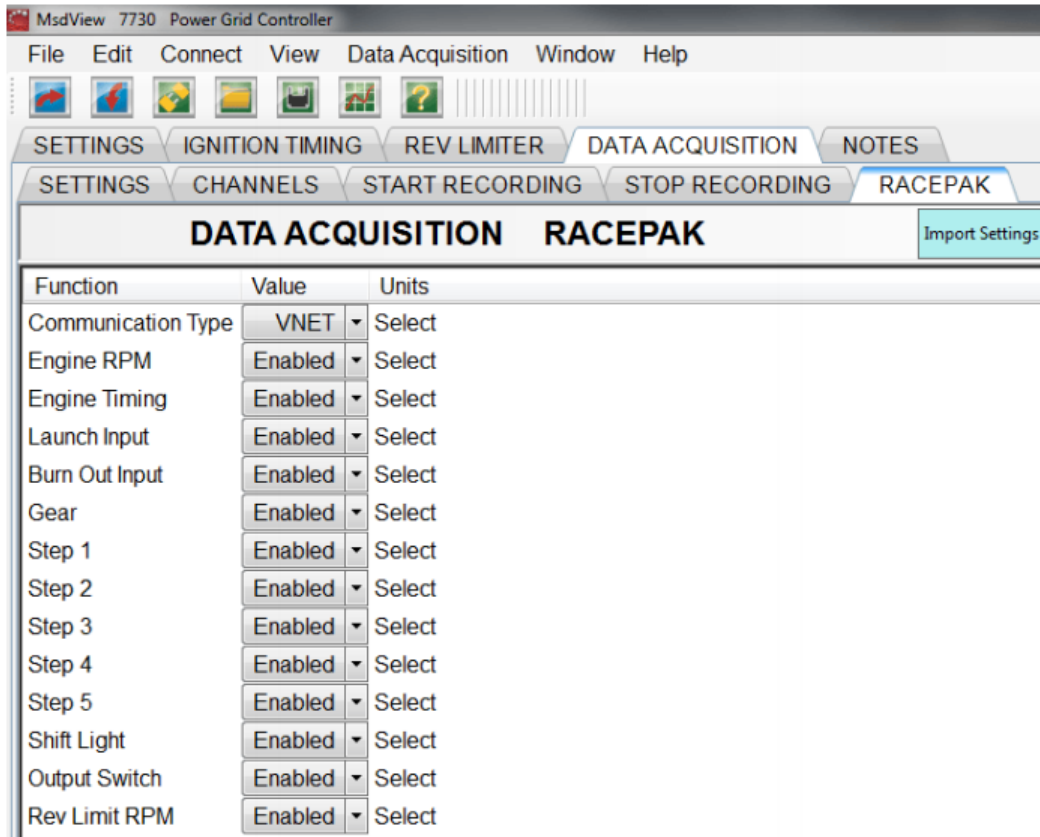 MsdView 7730 Power Grid Controller
File Edit Connect View Data Acquisition Window Help
SETTINGS IGNITION TIMING REV LIMITER DATA ACQUISITION NOTES
SETTINGS CHANNELS START RECORDING STOP RECORDING RACEPAK
DATA ACQUISITION RACEPAK Import Settings
Function Value Units
Communication Type VNET Select
Engine RPM Enabled Select
Engine Timing Enabled Select
Launch Input Enabled Select
Burn Out Input Enabled Select
Gear Enabled Select
Step 1 Enabled Select
Step 2 Enabled Select
Step 3 Enabled Select
Step 4 Enabled Select
Step 5 Enabled Select
Shift Light Enabled Select
Output Switch Enabled Select
Rev Limit RPM Enabled Select